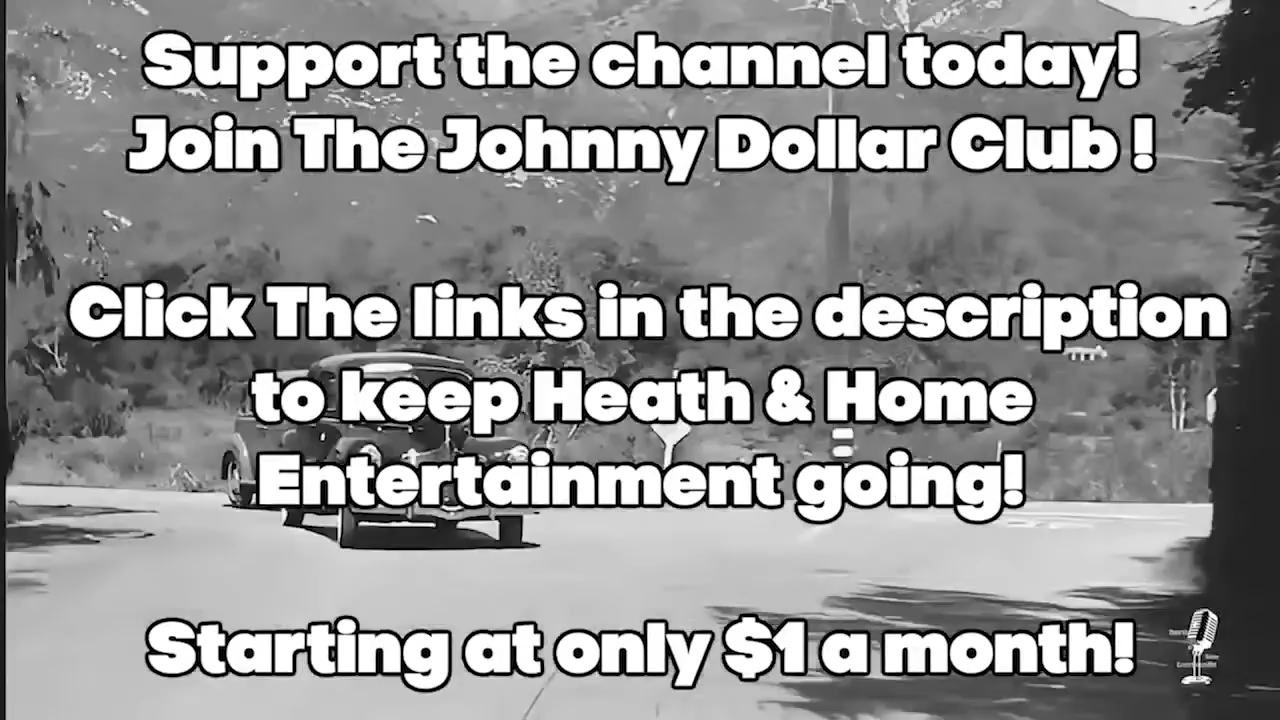 Support the channel today!
Join The Johnny Dollar Club !
Click The links in the description
to keep Heath & Home
Entertainment going!
Starting at only $1 a month!